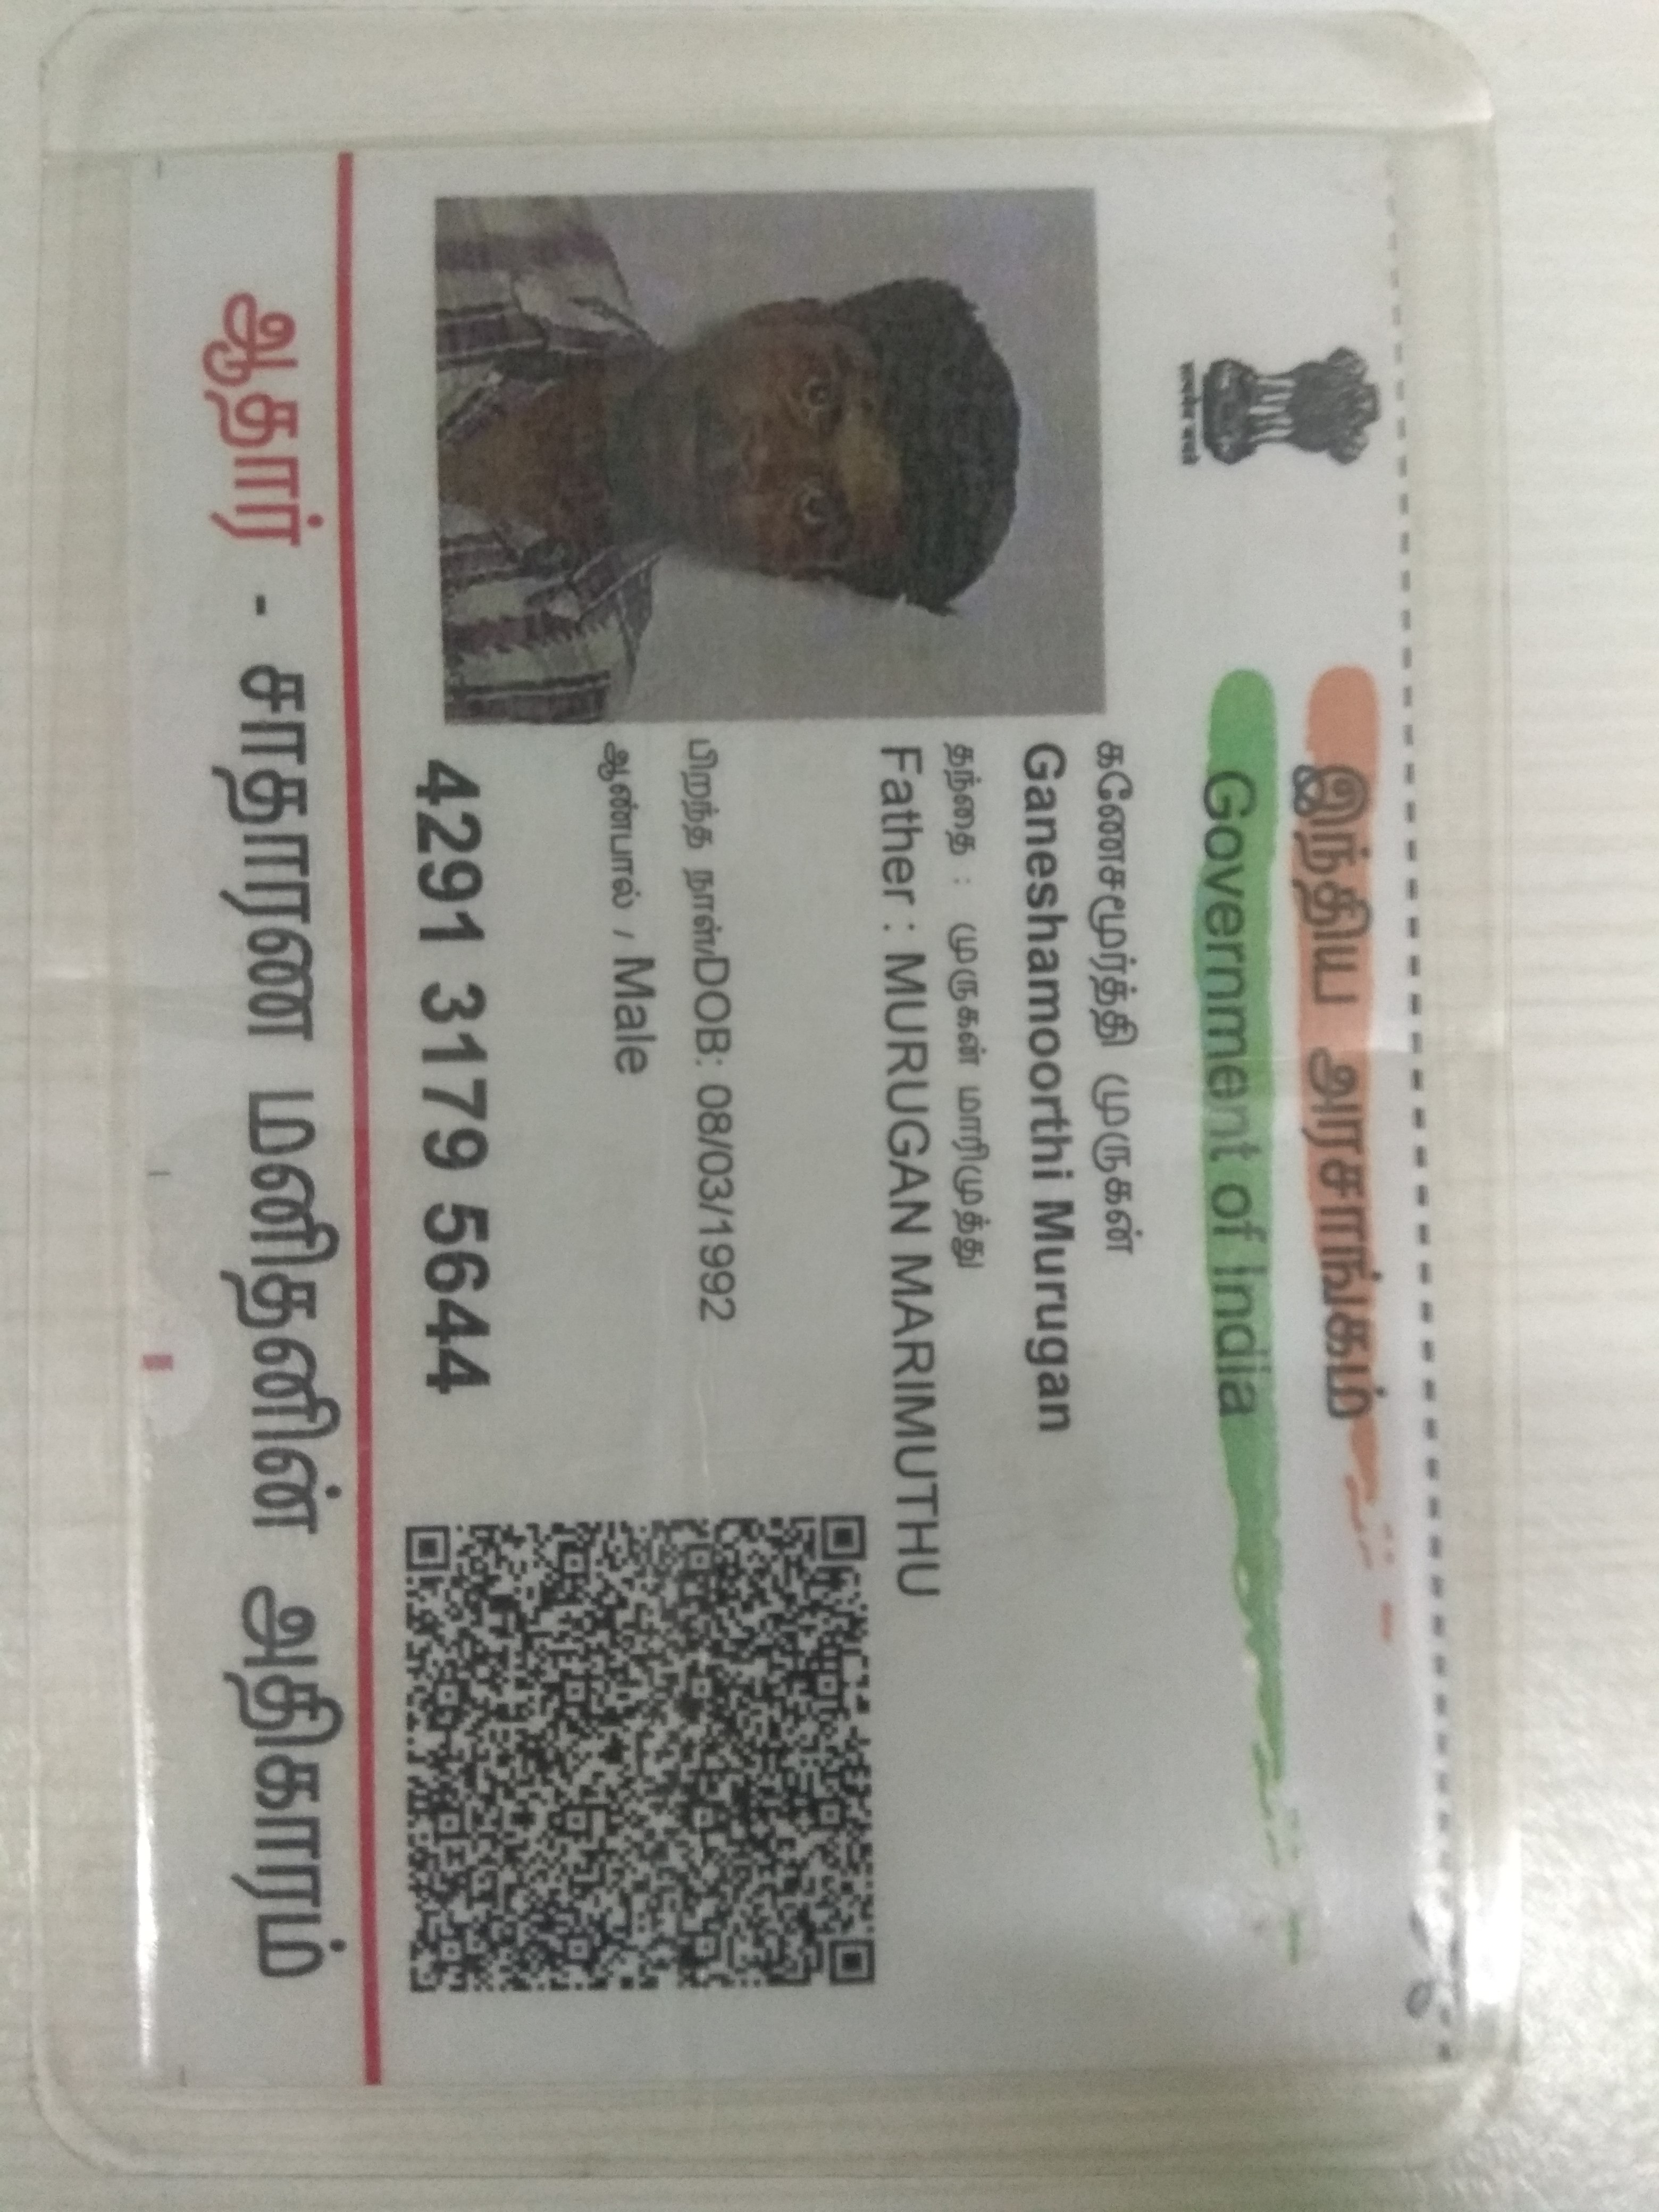 இந்திய அரசாங்கம்
Government of India
கணேசமூர்த்தி முருகன்
Ganeshamoorthi Murugan
தந்தை : முருகன் மாரிமுத்து
Father : MURUGAN MARIMUTHU
பிறந்த நாள்/DOB: 08/03/1992
ஆண்பால் / Male
4291 3179 5644
ஆதார் - சாதாரண மனிதனின் அதிகாரம்